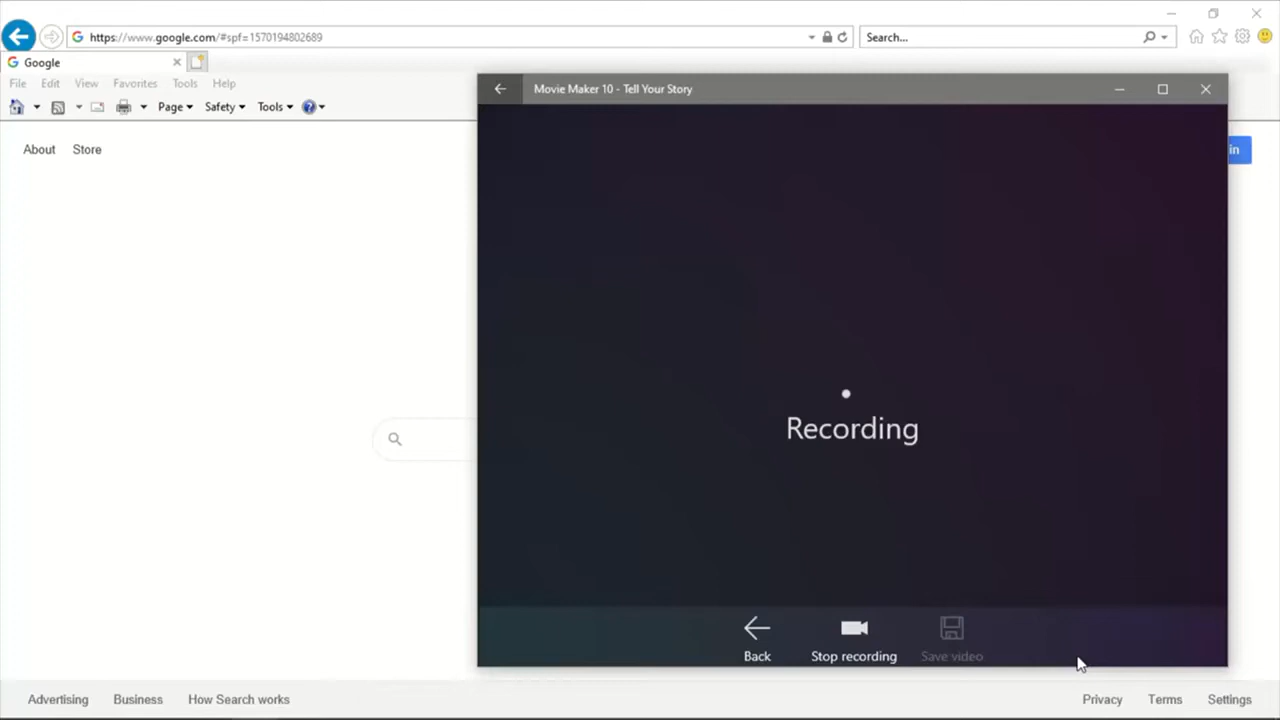 https://www.google.com/#spf=1570194802689
Search...
Google
File Edit View Favorites Tools Help
Page Safety Tools
Movie Maker 10 - Tell Your Story
About Store
in
Recording
Back Stop recording Save video
Advertising Business How Search works
Privacy Terms Settings